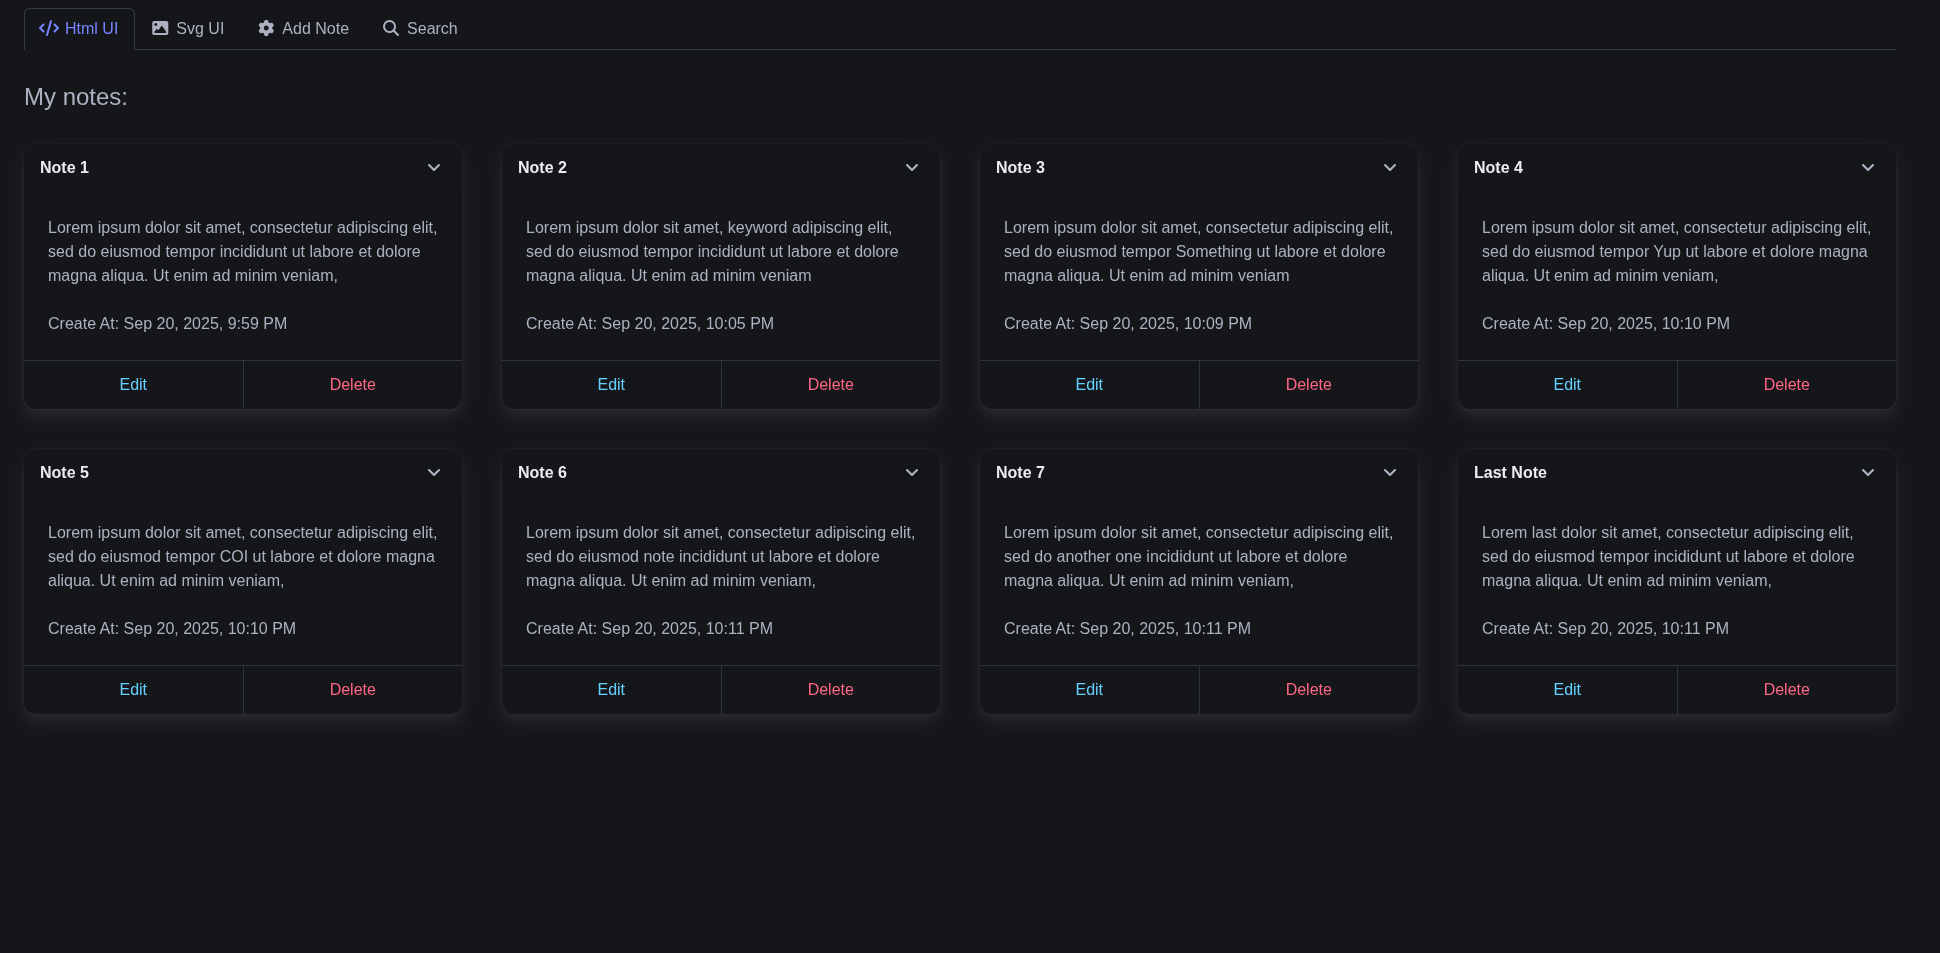 Html UI
Svg UI
Add Note
Search
My notes:
Note 1
Lorem ipsum dolor sit amet, consectetur adipiscing elit,
sed do eiusmod tempor incididunt ut labore et dolore
magna aliqua. Ut enim ad minim veniam,
Create At: Sep 20, 2025, 9:59 PM
Edit
Delete
Note 2
Lorem ipsum dolor sit amet, keyword adipiscing elit,
sed do eiusmod tempor incididunt ut labore et dolore
magna aliqua. Ut enim ad minim veniam
Create At: Sep 20, 2025, 10:05 PM
Edit
Delete
Note 3
Lorem ipsum dolor sit amet, consectetur adipiscing elit,
sed do eiusmod tempor Something ut labore et dolore
magna aliqua. Ut enim ad minim veniam
Create At: Sep 20, 2025, 10:09 PM
Edit
Delete
Note 4
Lorem ipsum dolor sit amet, consectetur adipiscing elit,
sed do eiusmod tempor Yup ut labore et dolore magna
aliqua. Ut enim ad minim veniam,
Create At: Sep 20, 2025, 10:10 PM
Edit
Delete
Note 5
Lorem ipsum dolor sit amet, consectetur adipiscing elit,
sed do eiusmod tempor COI ut labore et dolore magna
aliqua. Ut enim ad minim veniam,
Create At: Sep 20, 2025, 10:10 PM
Edit
Delete
Note 6
Lorem ipsum dolor sit amet, consectetur adipiscing elit,
sed do eiusmod note incididunt ut labore et dolore
magna aliqua. Ut enim ad minim veniam,
Create At: Sep 20, 2025, 10:11 PM
Edit
Delete
Note 7
Lorem ipsum dolor sit amet, consectetur adipiscing elit,
sed do another one incididunt ut labore et dolore
magna aliqua. Ut enim ad minim veniam,
Create At: Sep 20, 2025, 10:11 PM
Edit
Delete
Last Note
Lorem last dolor sit amet, consectetur adipiscing elit,
sed do eiusmod tempor incididunt ut labore et dolore
magna aliqua. Ut enim ad minim veniam,
Create At: Sep 20, 2025, 10:11 PM
Edit
Delete